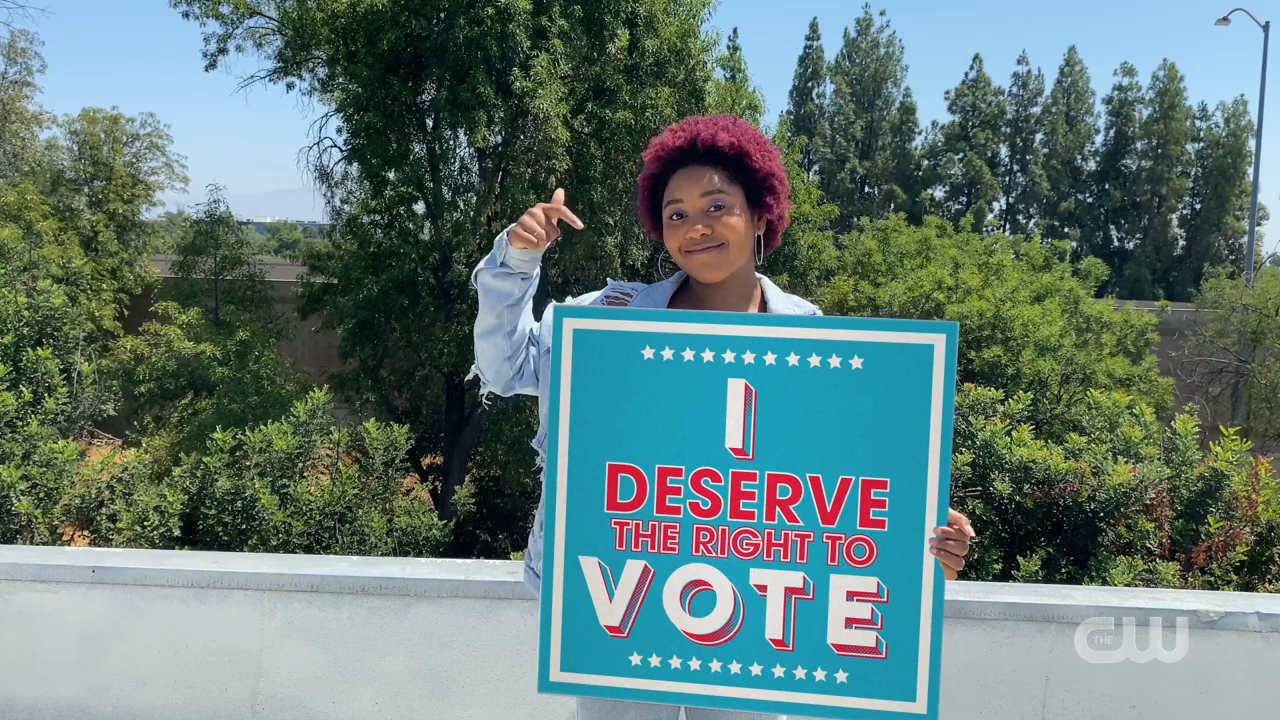 I
DESERVE
THE RIGHT TO
VOTE
THE CW